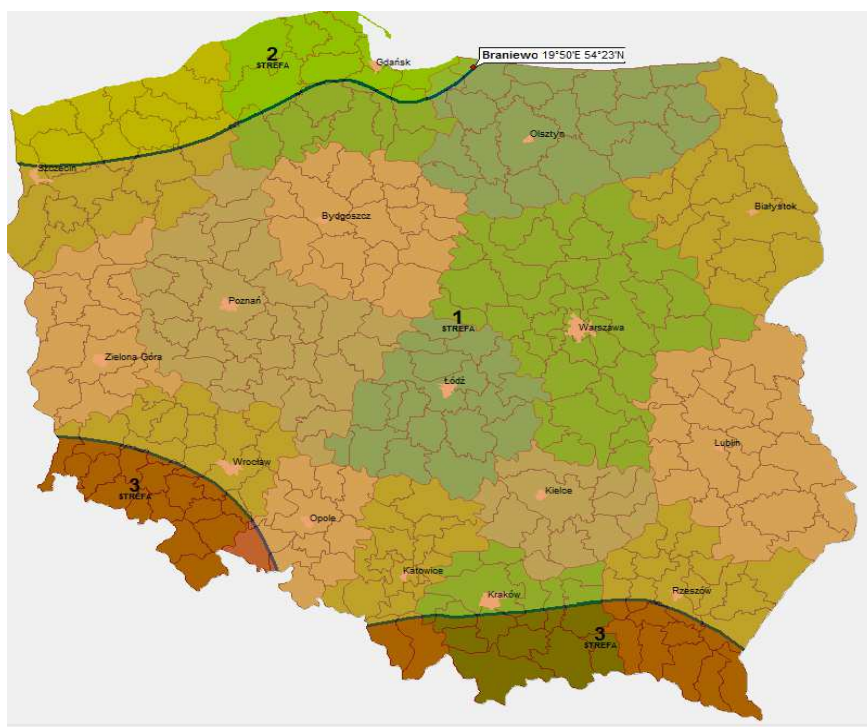 2
STREFA
Gdańsk
Braniewo 19°50'E 54°23'N
Olsztyn
Szczecin
Białystok
Bydgoszcz
Poznań
1
STREFA
Warszawa
Zielona Góra
Łódź
Lublin
Wrocław
3
STREFA
Kielce
Opole
Katowice
Kraków
Rzeszów
3
STREFA